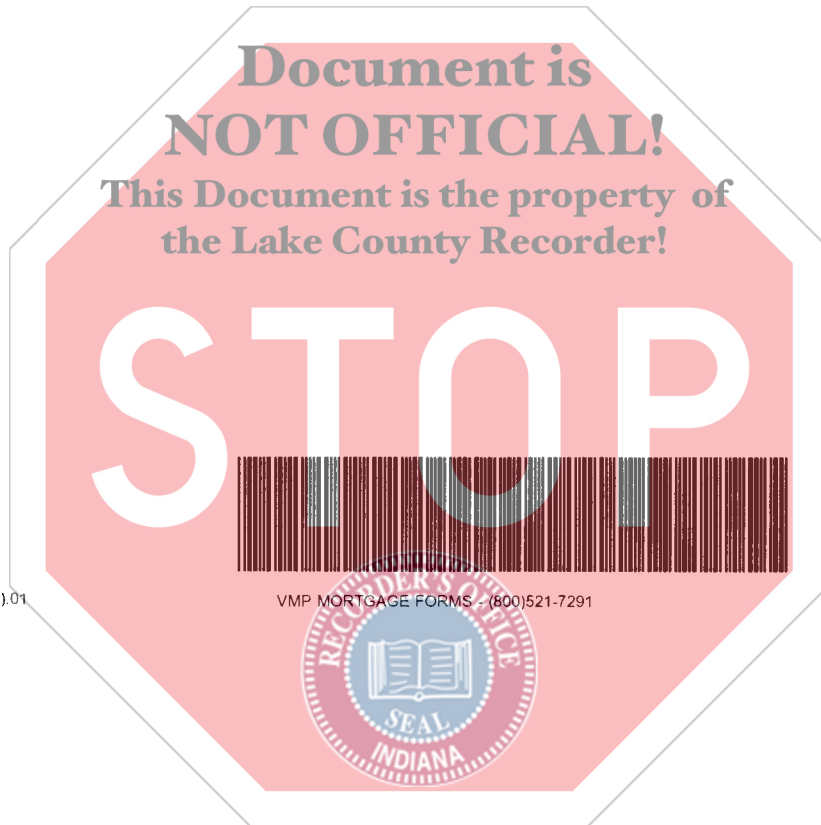 Document is
NOT OFFICIAL!
This Document is the property of
the Lake County Recorder!
STOP
).01
VMP MORTGAGE FORMS - (800)521-7291
RECORDER'S OFFICE
SEAL
INDIANA